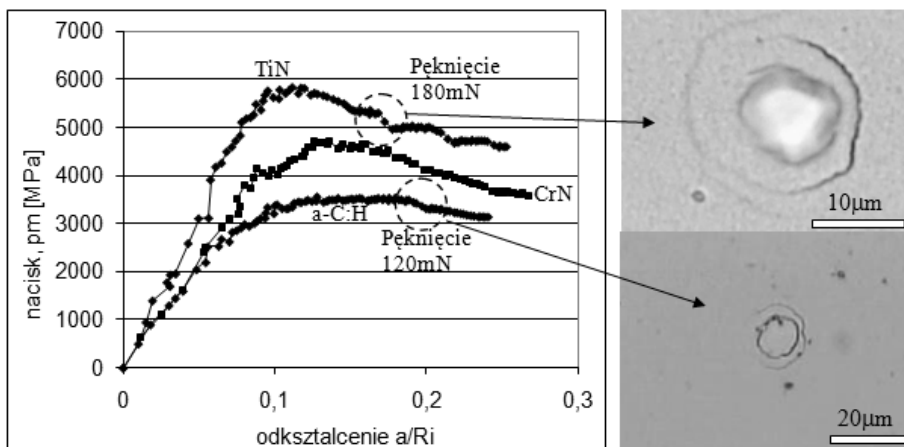 7000
6000
5000
4000
3000
2000
1000
0
nacisk, pm [MPa]
TiN
Pęknięcie
180mN
CrN
a-C:H
Pęknięcie
120mN
0
0,1
0,2
0,3
odksztalcenie a/Ri
10μm
20μm